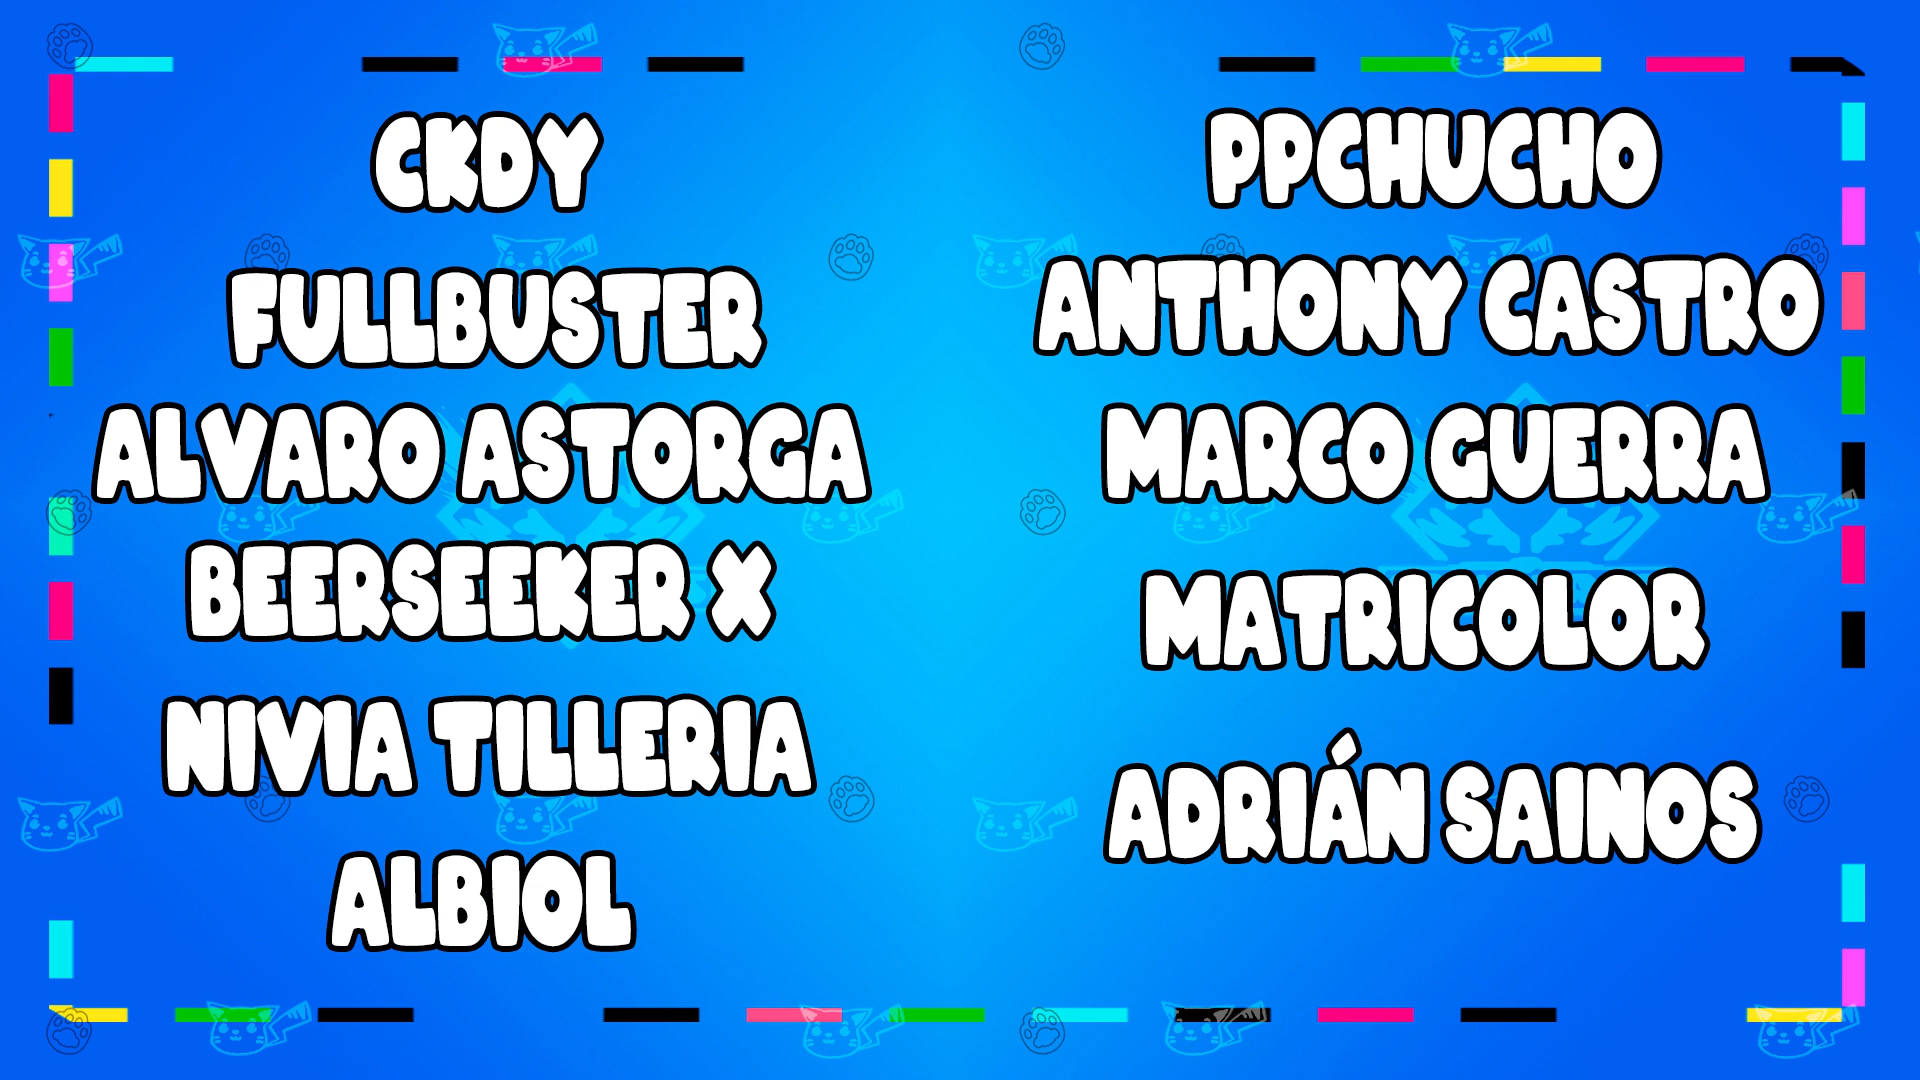 CKDY
FULLBUSTER
ALVARO ASTORGA
BEERSEEKER X
NIVIA TILLERIA
ALBIOL
PPCHUCHO
ANTHONY CASTRO
MARCO GUERRA
MATRICOLOR
ADRIÁN SAINOS